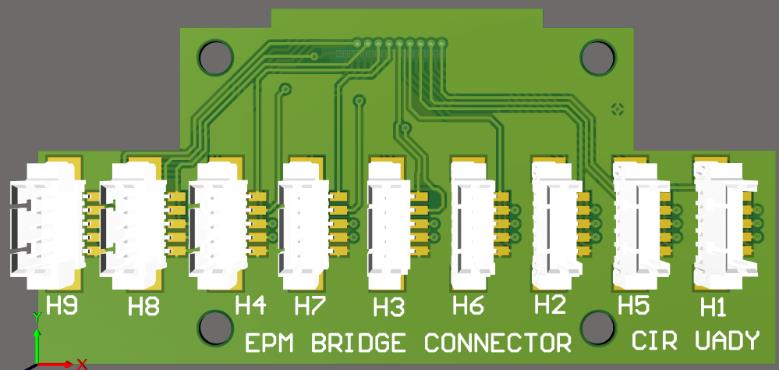 H9 H8 H4 H7 H3 H6 H2 H5 H1
EPM BRIDGE CONNECTOR CIR UADY
Y
X